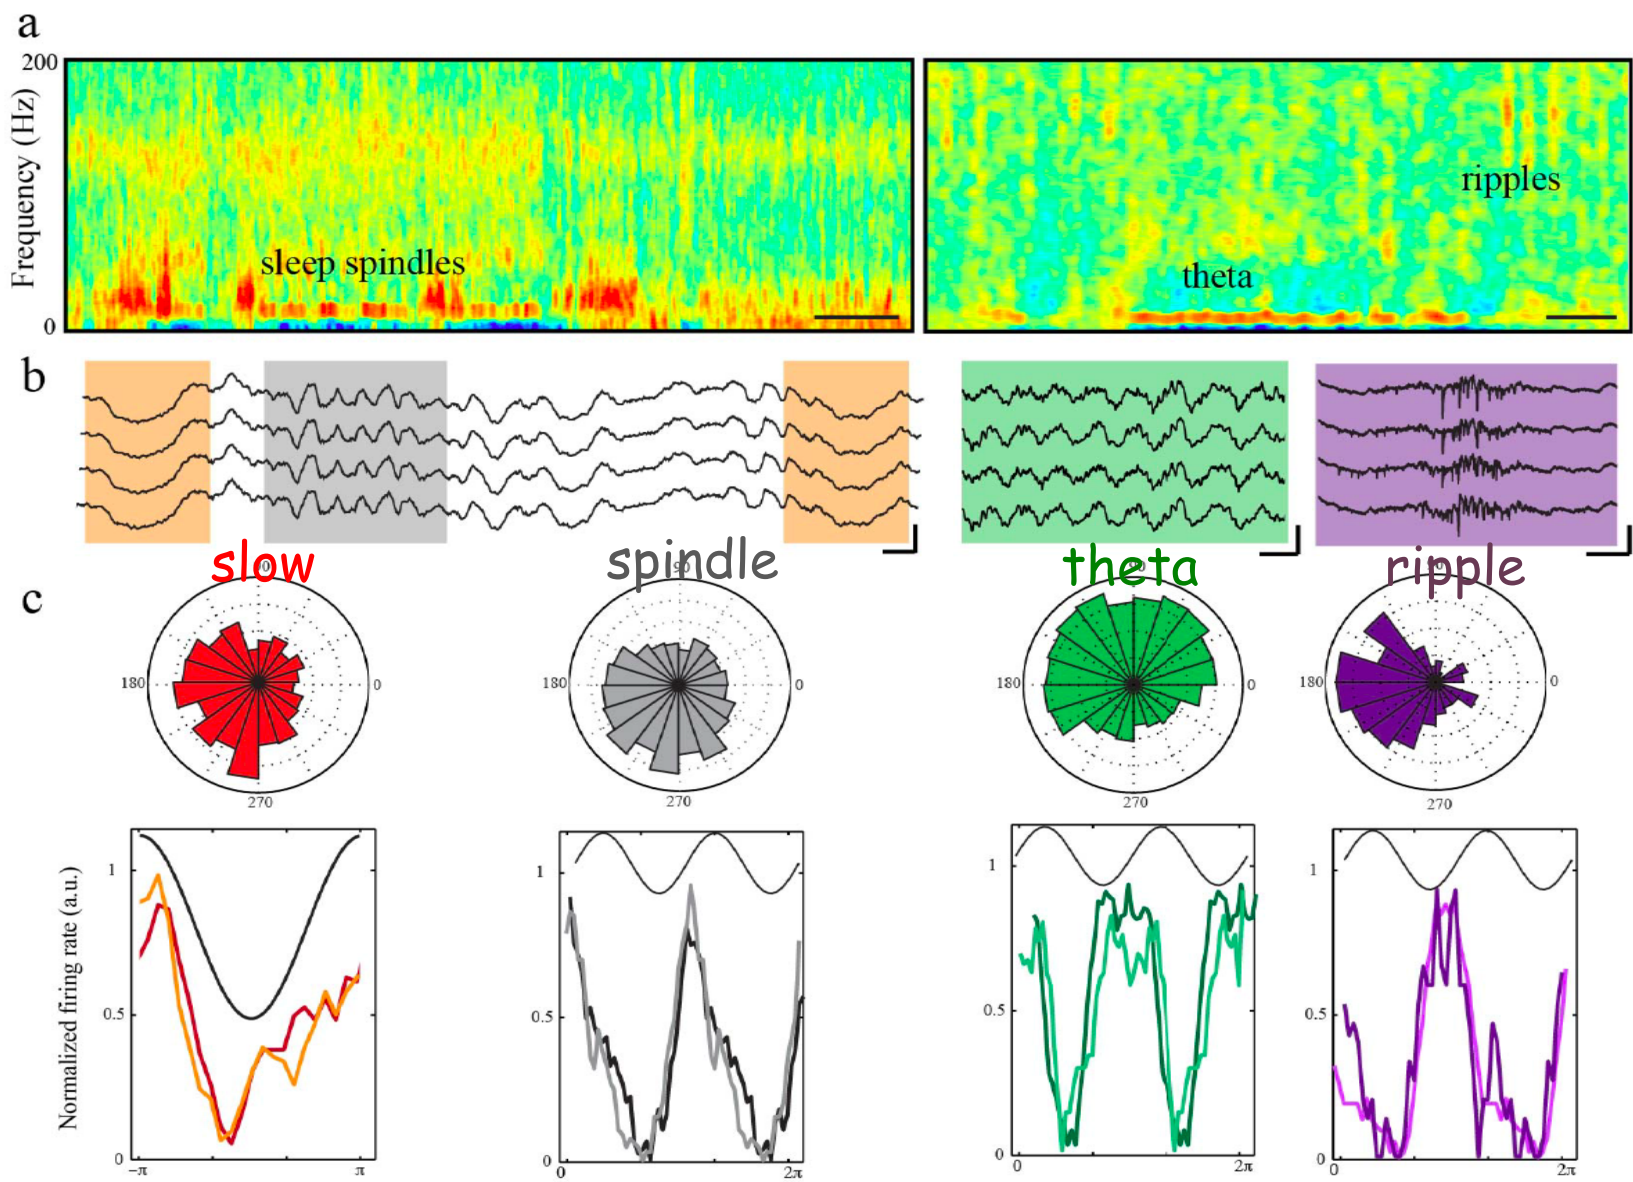 a
200
Frequency (Hz)
0
sleep spindles
theta
ripples
b
slow
spindle
theta
ripple
c
90
90
90
180
0
270
180
0
270
180
0
270
180
0
270
Normalized firing rate (a.u.)
1
0.5
0
−π
π
1
0.5
0
0
2π
1
0.5
0
0
2π
1
0.5
0
0
2π